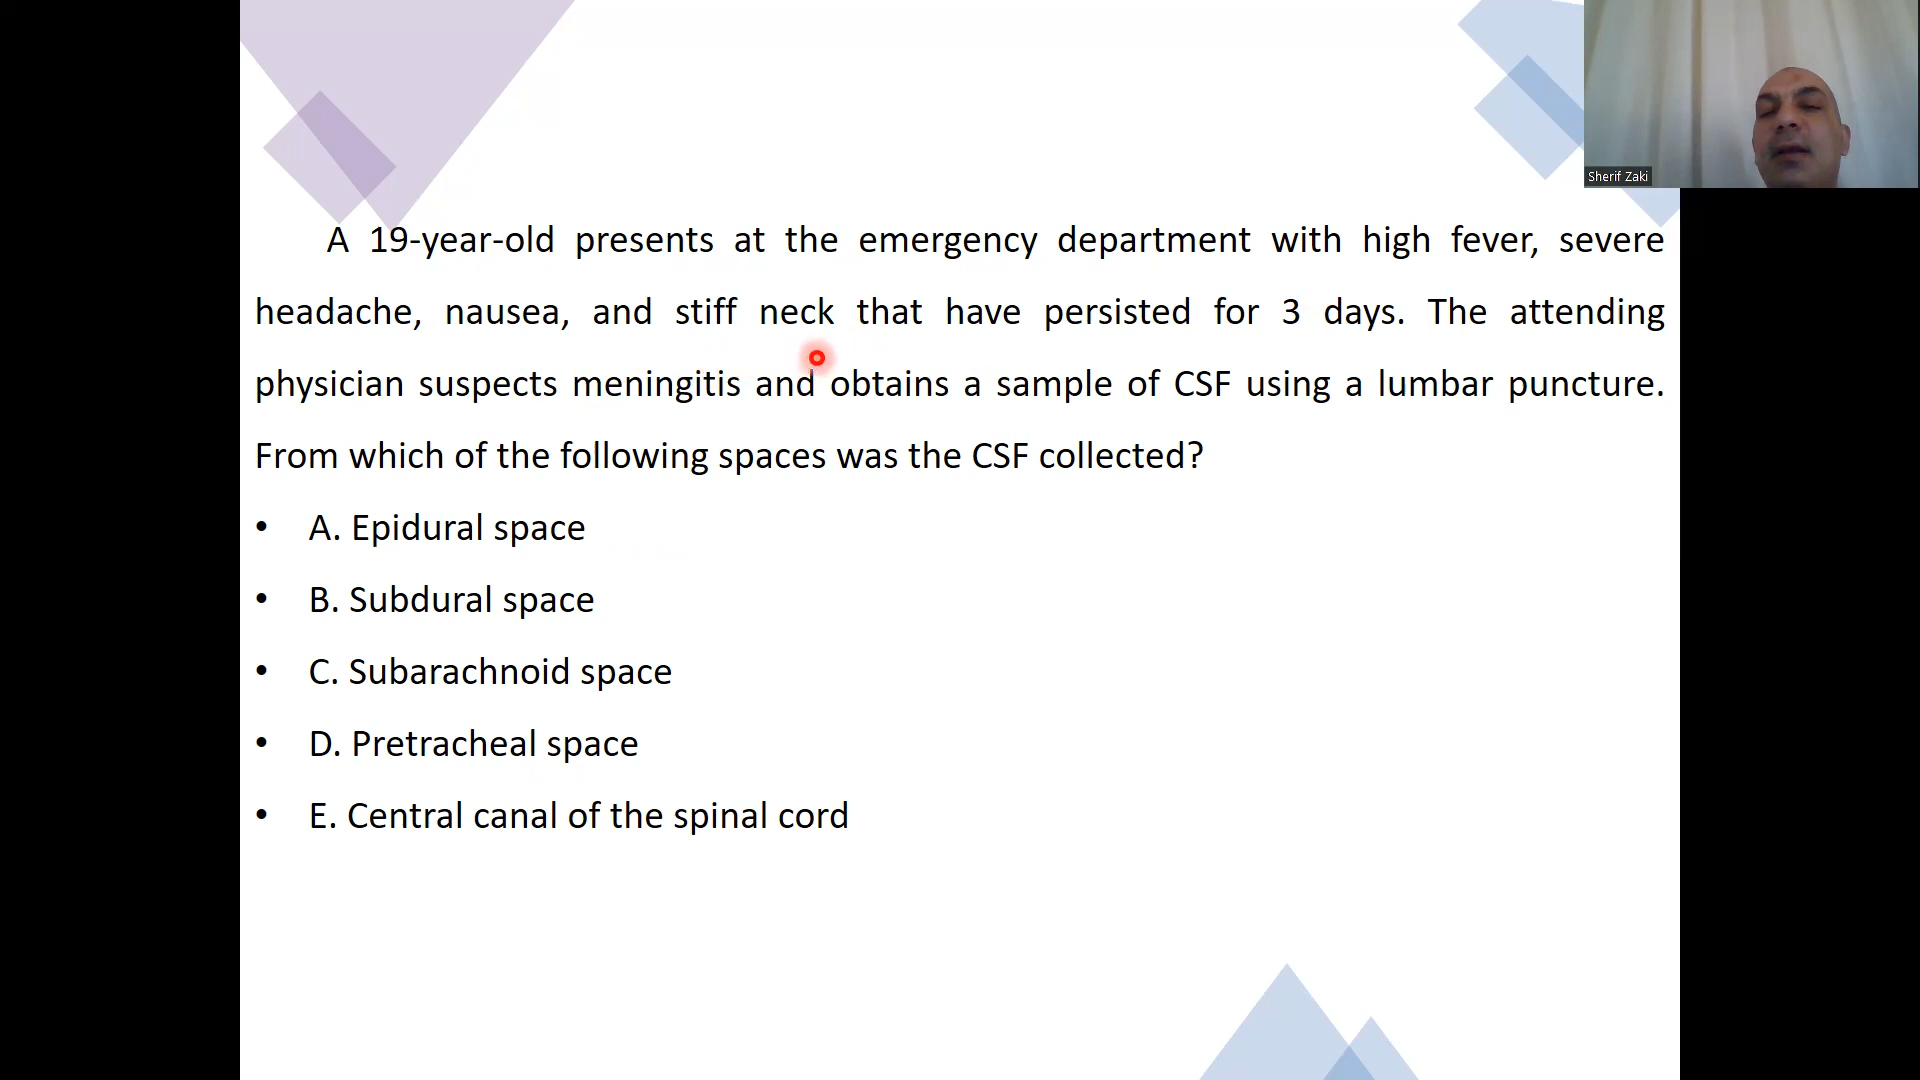 Sherif Zaki
A 19-year-old presents at the emergency department with high fever, severe
headache, nausea, and stiff neck that have persisted for 3 days. The attending
physician suspects meningitis and obtains a sample of CSF using a lumbar puncture.
From which of the following spaces was the CSF collected?
• A. Epidural space
• B. Subdural space
• C. Subarachnoid space
• D. Pretracheal space
• E. Central canal of the spinal cord